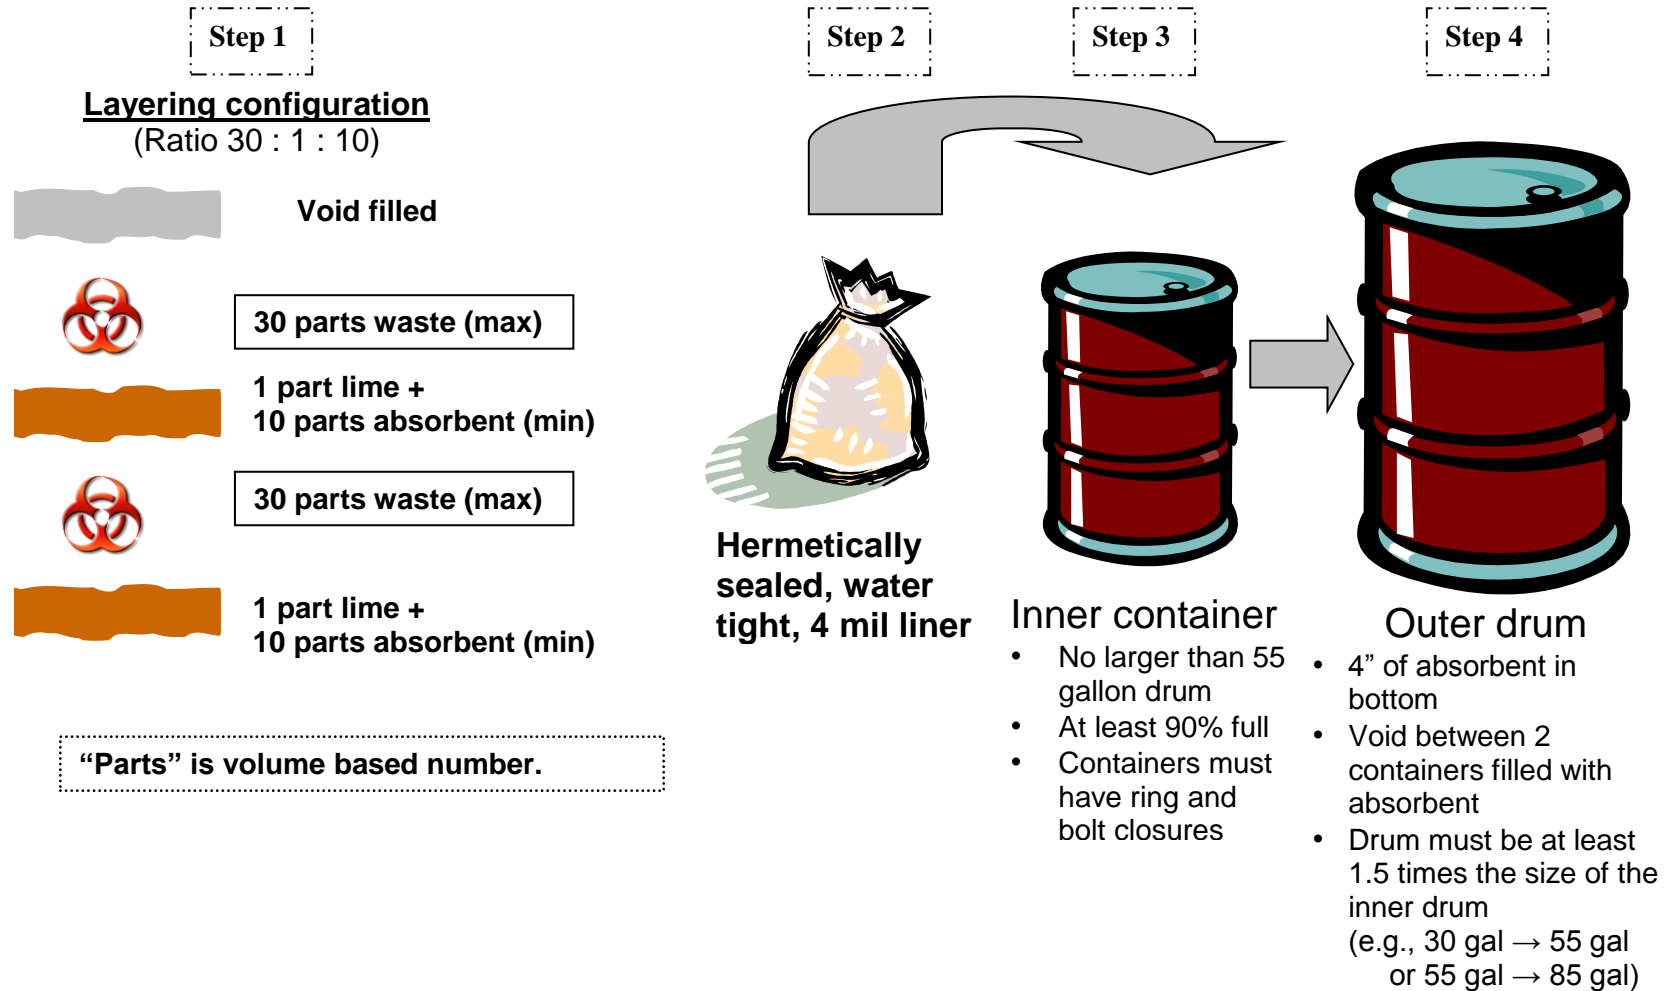 Step 1
Layering configuration
(Ratio 30 : 1 : 10)
Void filled
30 parts waste (max)
1 part lime +
10 parts absorbent (min)
30 parts waste (max)
1 part lime +
10 parts absorbent (min)
“Parts” is volume based number.
Step 2
Hermetically
sealed, water
tight, 4 mil liner
Step 3
Inner container
• No larger than 55
gallon drum
• At least 90% full
• Containers must
have ring and
bolt closures
Step 4
Outer drum
• 4” of absorbent in
bottom
• Void between 2
containers filled with
absorbent
• Drum must be at least
1.5 times the size of the
inner drum
(e.g., 30 gal → 55 gal
or 55 gal → 85 gal)